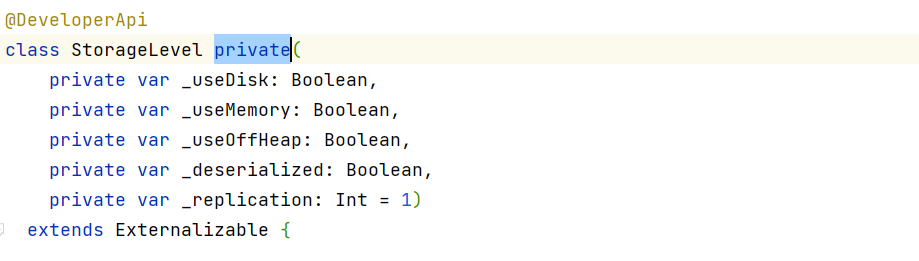 @DeveloperApi
class StorageLevel private(
    private var _useDisk: Boolean,
    private var _useMemory: Boolean,
    private var _useOffHeap: Boolean,
    private var _deserialized: Boolean,
    private var _replication: Int = 1)
  extends Externalizable {